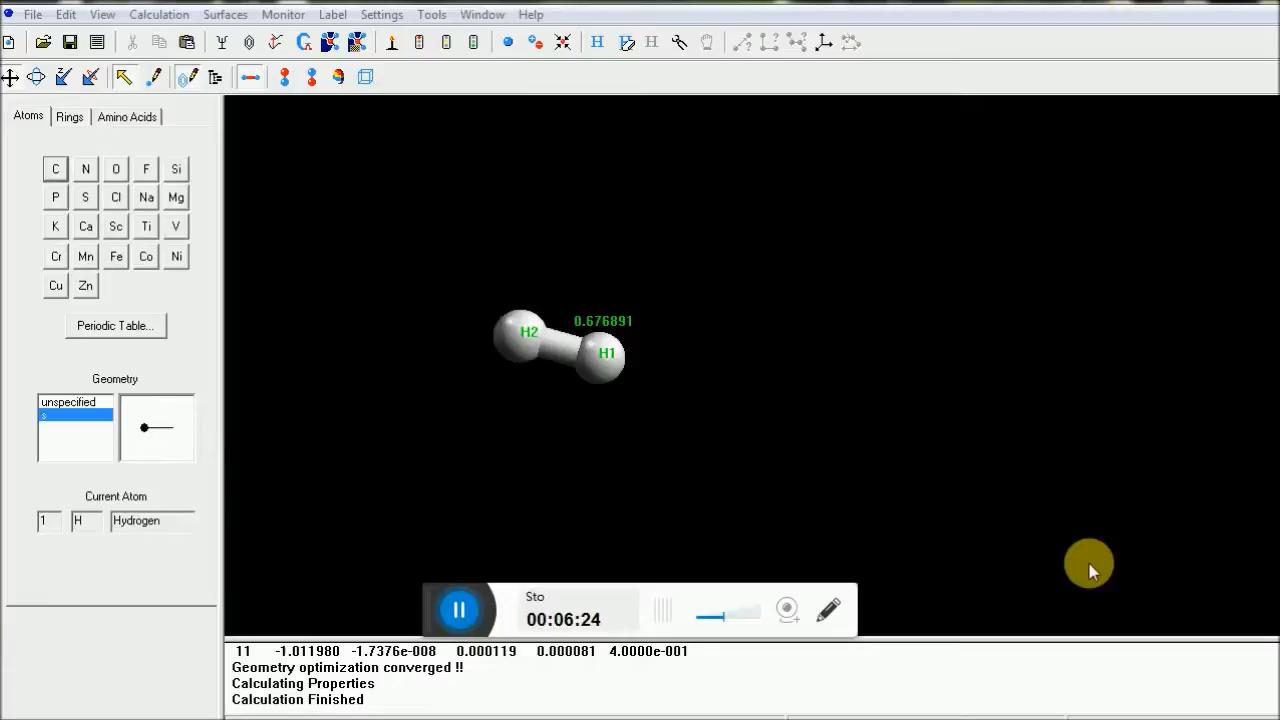 File Edit View Calculation Surfaces Monitor Label Settings Tools Window Help
H H
Atoms Rings Amino Acids
C N O F Si
P S Cl Na Mg
K Ca Sc Ti V
Cr Mn Fe Co Ni
Cu Zn
Periodic Table...
Geometry
unspecified
s
Current Atom
1 H Hydrogen
0.676891
H2
H1
Sto
00:06:24
11 -1.011980 -1.7376e-008 0.000119 0.000081 4.0000e-001
Geometry optimization converged !!
Calculating Properties
Calculation Finished